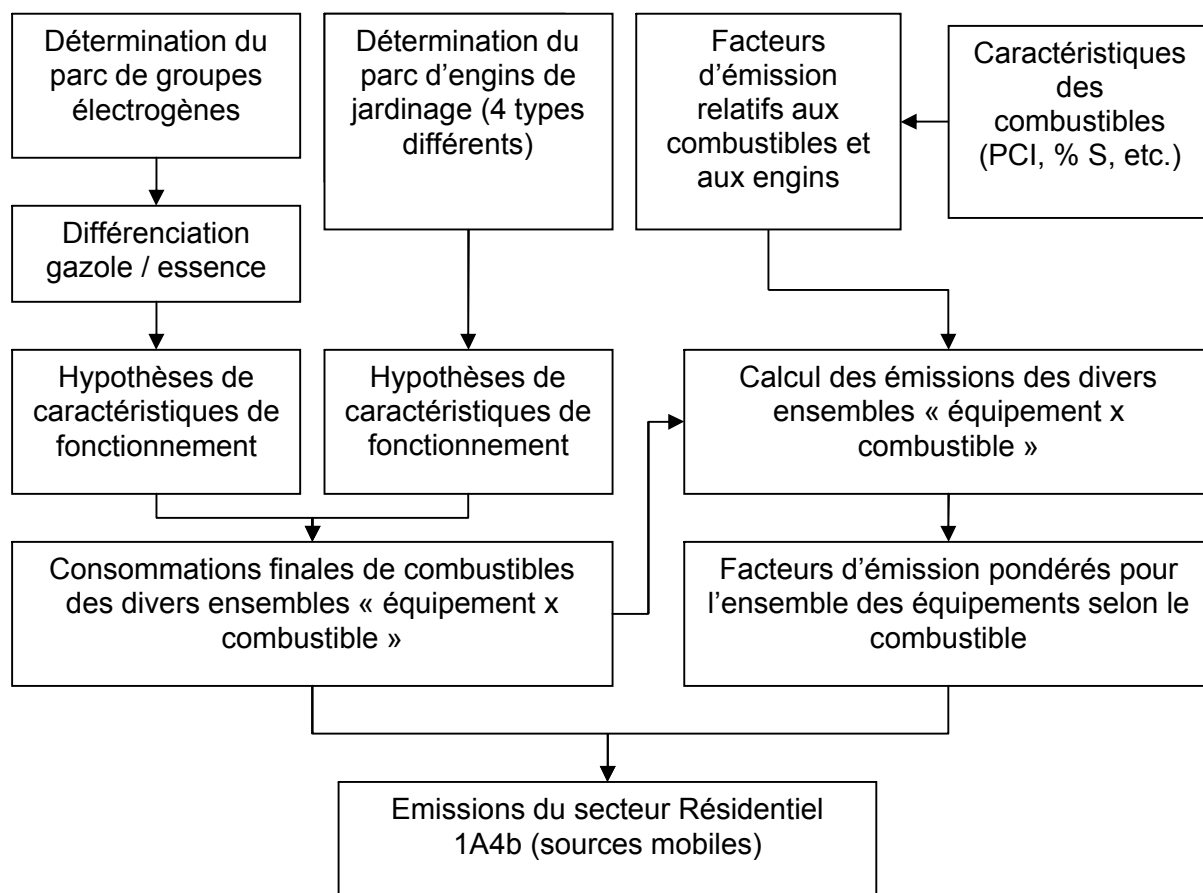 Détermination du
parc de groupes
électrogènes
Détermination du
parc d'engins de
jardinage (4 types
différents)
Facteurs
d'émission
relatifs aux
combustibles et
aux engins
Caractéristiques
des
combustibles
(PCI, % S, etc.)
Différenciation
gazole / essence
Hypothèses de
caractéristiques de
fonctionnement
Hypothèses de
caractéristiques de
fonctionnement
Calcul des émissions des divers
ensembles « équipement x
combustible »
Consommations finales de combustibles
des divers ensembles « équipement x
combustible »
Facteurs d'émission pondérés pour
l'ensemble des équipements selon le
combustible
Emissions du secteur Résidentiel
1A4b (sources mobiles)